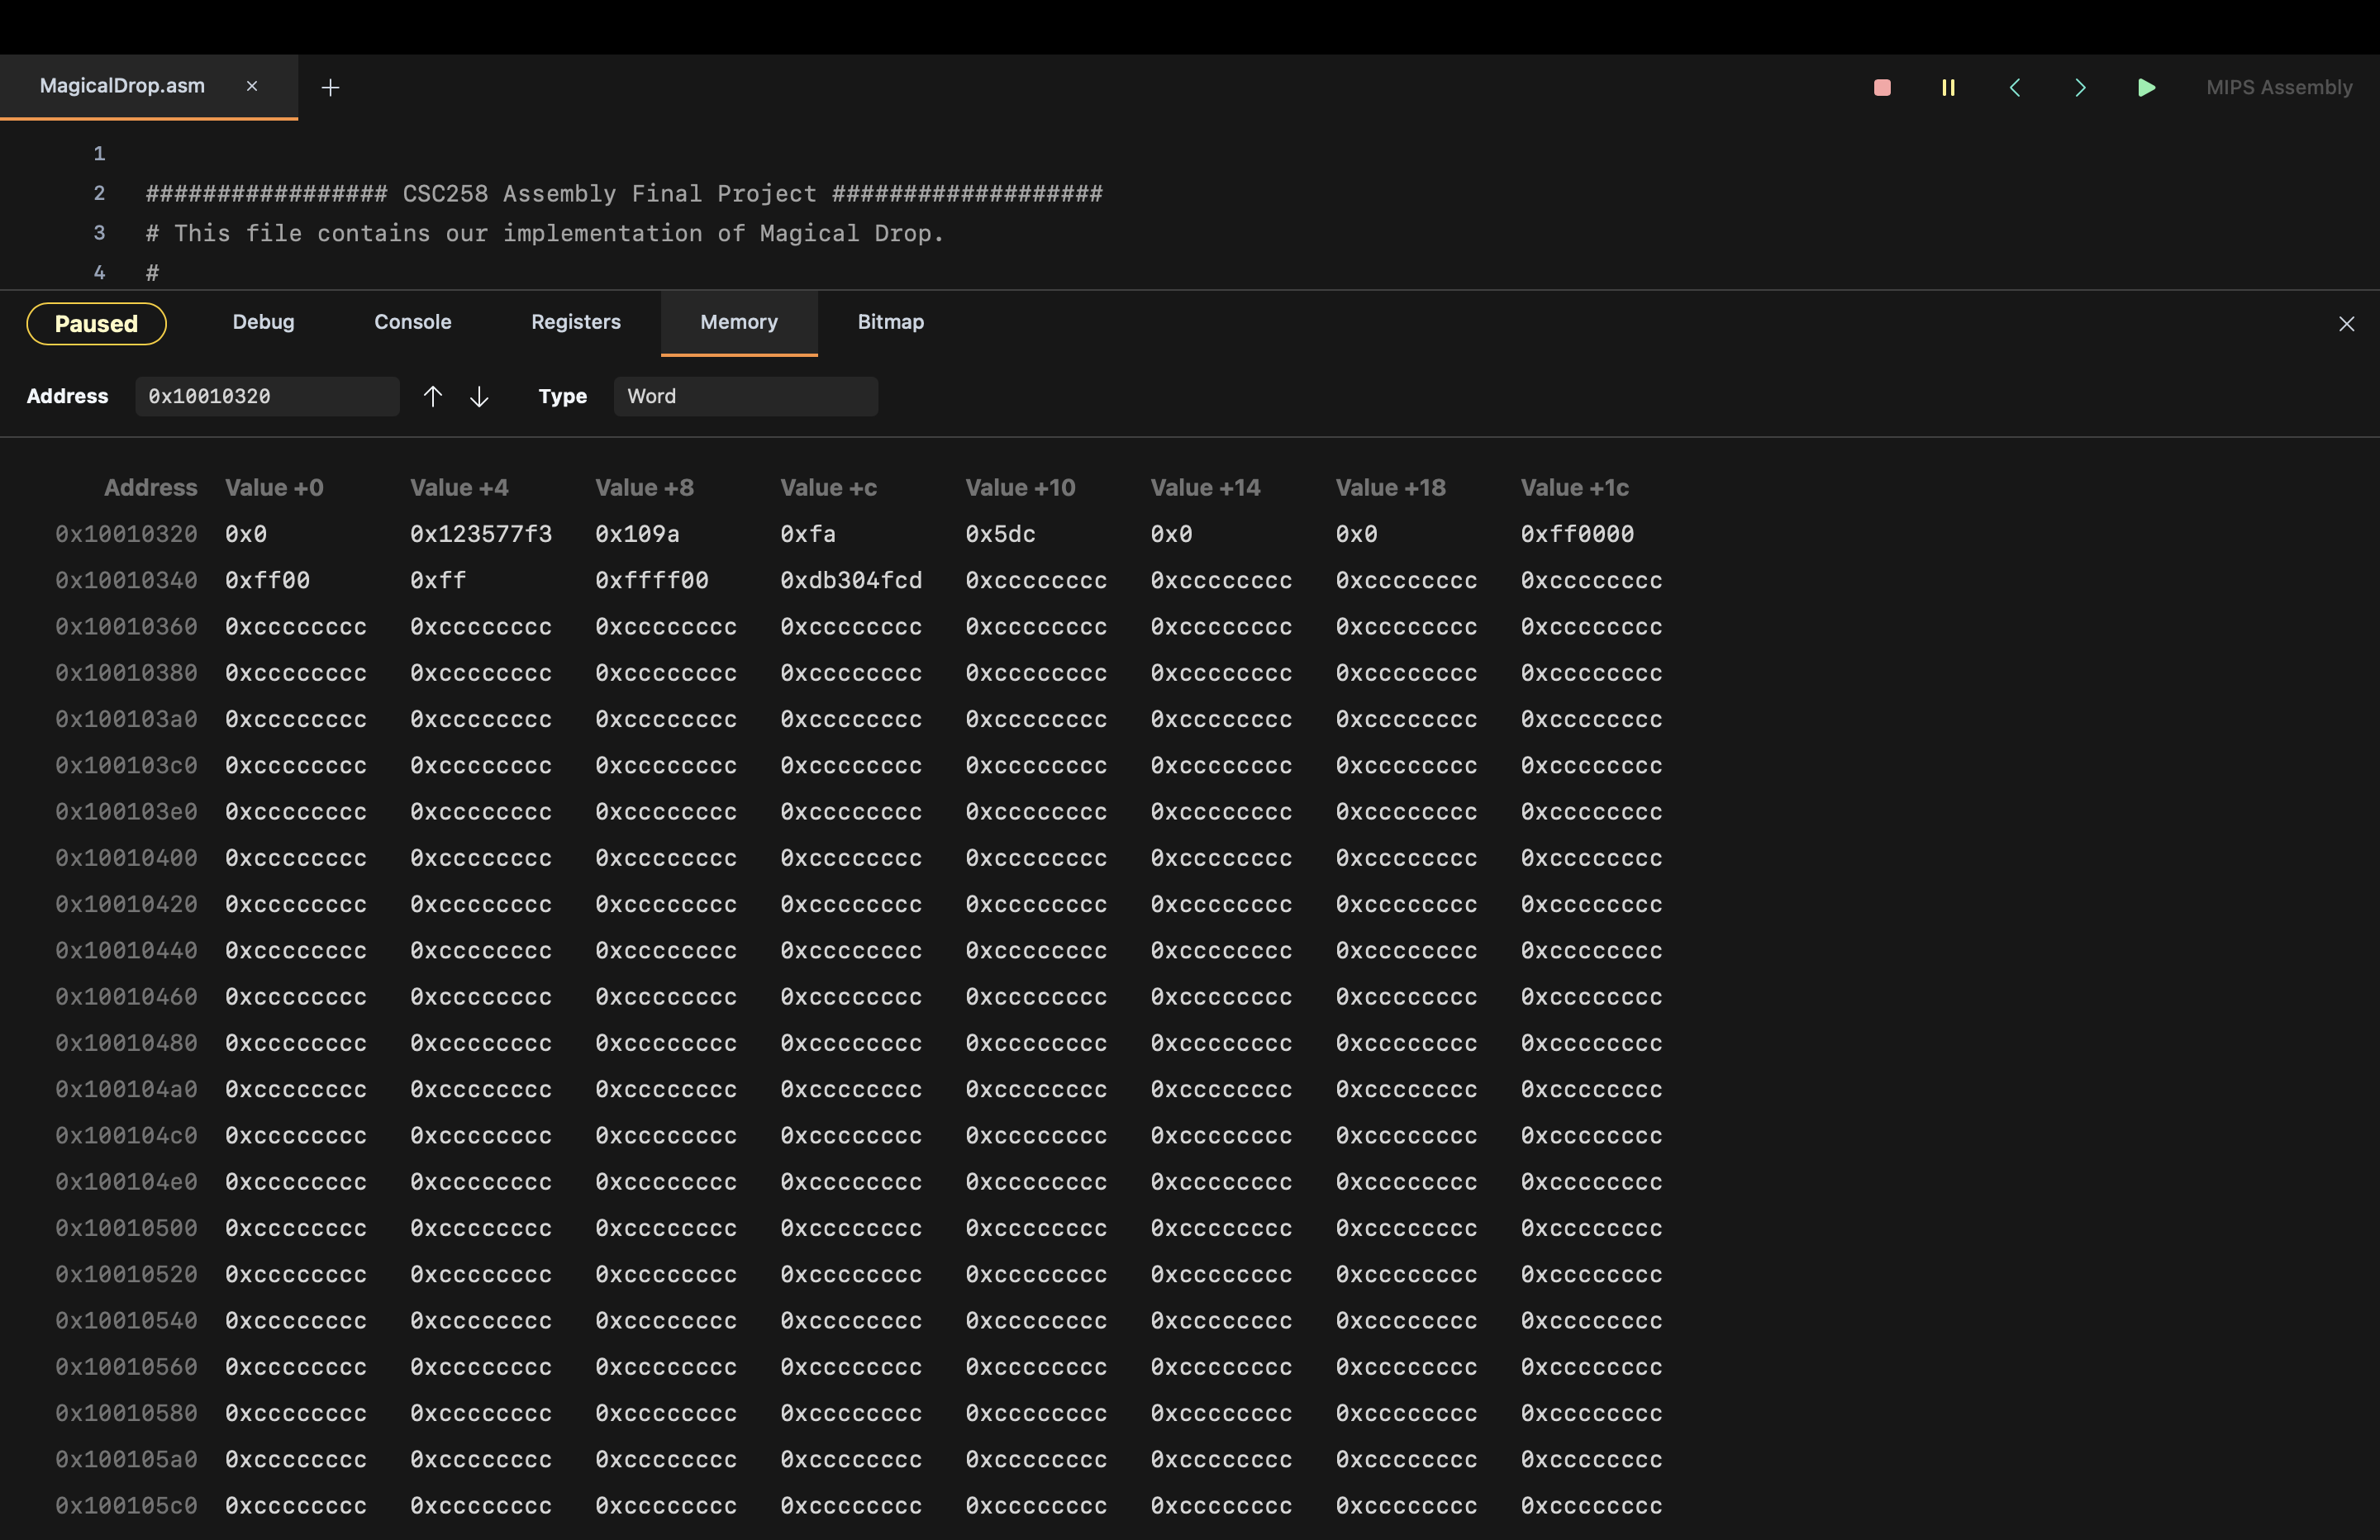 MagicalDrop.asm × + MIPS Assembly
1
2 ################# CSC258 Assembly Final Project ###################
3 # This file contains our implementation of Magical Drop.
4 #
Paused Debug Console Registers Memory Bitmap
Address 0x10010320 Type Word
Address Value +0 Value +4 Value +8 Value +c Value +10 Value +14 Value +18 Value +1c
0x10010320 0x0 0x123577f3 0x109a 0xfa 0x5dc 0x0 0x0 0xff0000
0x10010340 0xff00 0xff 0xffff00 0xdb304fcd 0xcccccccc 0xcccccccc 0xcccccccc 0xcccccccc
0x10010360 0xcccccccc 0xcccccccc 0xcccccccc 0xcccccccc 0xcccccccc 0xcccccccc 0xcccccccc 0xcccccccc
0x10010380 0xcccccccc 0xcccccccc 0xcccccccc 0xcccccccc 0xcccccccc 0xcccccccc 0xcccccccc 0xcccccccc
0x100103a0 0xcccccccc 0xcccccccc 0xcccccccc 0xcccccccc 0xcccccccc 0xcccccccc 0xcccccccc 0xcccccccc
0x100103c0 0xcccccccc 0xcccccccc 0xcccccccc 0xcccccccc 0xcccccccc 0xcccccccc 0xcccccccc 0xcccccccc
0x100103e0 0xcccccccc 0xcccccccc 0xcccccccc 0xcccccccc 0xcccccccc 0xcccccccc 0xcccccccc 0xcccccccc
0x10010400 0xcccccccc 0xcccccccc 0xcccccccc 0xcccccccc 0xcccccccc 0xcccccccc 0xcccccccc 0xcccccccc
0x10010420 0xcccccccc 0xcccccccc 0xcccccccc 0xcccccccc 0xcccccccc 0xcccccccc 0xcccccccc 0xcccccccc
0x10010440 0xcccccccc 0xcccccccc 0xcccccccc 0xcccccccc 0xcccccccc 0xcccccccc 0xcccccccc 0xcccccccc
0x10010460 0xcccccccc 0xcccccccc 0xcccccccc 0xcccccccc 0xcccccccc 0xcccccccc 0xcccccccc 0xcccccccc
0x10010480 0xcccccccc 0xcccccccc 0xcccccccc 0xcccccccc 0xcccccccc 0xcccccccc 0xcccccccc 0xcccccccc
0x100104a0 0xcccccccc 0xcccccccc 0xcccccccc 0xcccccccc 0xcccccccc 0xcccccccc 0xcccccccc 0xcccccccc
0x100104c0 0xcccccccc 0xcccccccc 0xcccccccc 0xcccccccc 0xcccccccc 0xcccccccc 0xcccccccc 0xcccccccc
0x100104e0 0xcccccccc 0xcccccccc 0xcccccccc 0xcccccccc 0xcccccccc 0xcccccccc 0xcccccccc 0xcccccccc
0x10010500 0xcccccccc 0xcccccccc 0xcccccccc 0xcccccccc 0xcccccccc 0xcccccccc 0xcccccccc 0xcccccccc
0x10010520 0xcccccccc 0xcccccccc 0xcccccccc 0xcccccccc 0xcccccccc 0xcccccccc 0xcccccccc 0xcccccccc
0x10010540 0xcccccccc 0xcccccccc 0xcccccccc 0xcccccccc 0xcccccccc 0xcccccccc 0xcccccccc 0xcccccccc
0x10010560 0xcccccccc 0xcccccccc 0xcccccccc 0xcccccccc 0xcccccccc 0xcccccccc 0xcccccccc 0xcccccccc
0x10010580 0xcccccccc 0xcccccccc 0xcccccccc 0xcccccccc 0xcccccccc 0xcccccccc 0xcccccccc 0xcccccccc
0x100105a0 0xcccccccc 0xcccccccc 0xcccccccc 0xcccccccc 0xcccccccc 0xcccccccc 0xcccccccc 0xcccccccc
0x100105c0 0xcccccccc 0xcccccccc 0xcccccccc 0xcccccccc 0xcccccccc 0xcccccccc 0xcccccccc 0xcccccccc